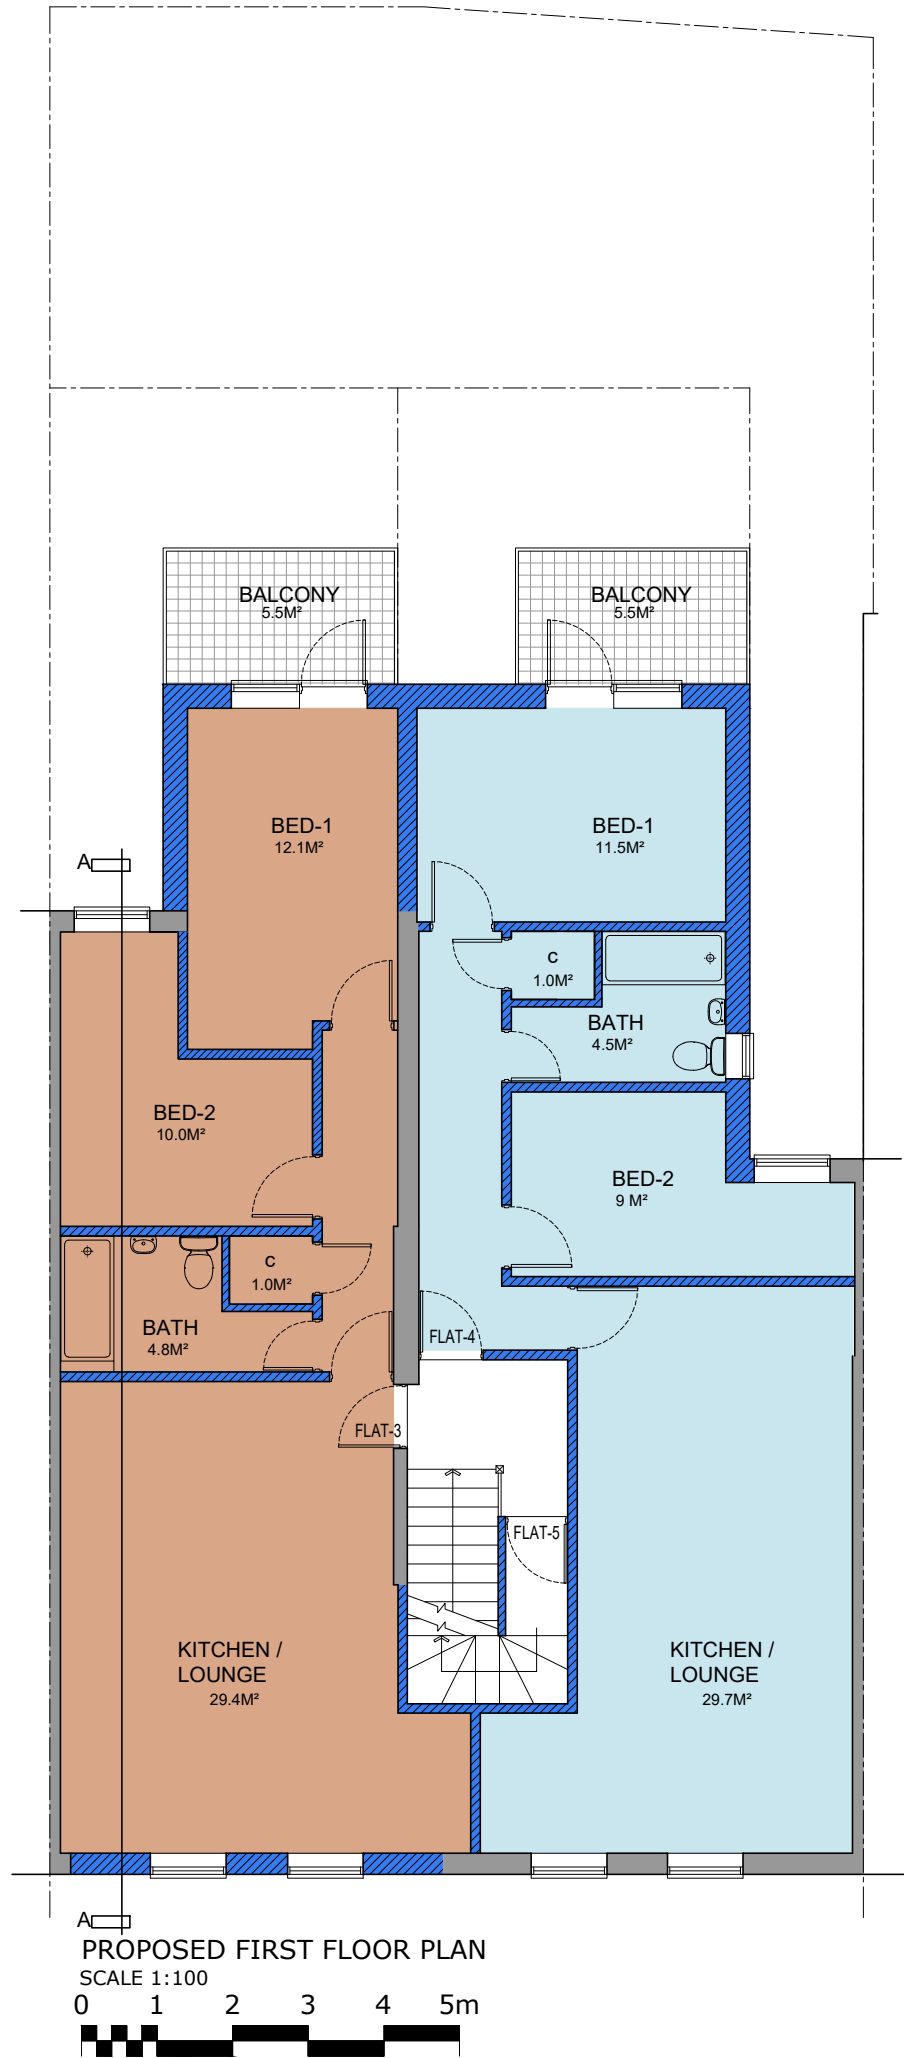 BALCONY
5.5M²
BALCONY
5.5M²
BED-1
12.1M²
BED-1
11.5M²
A
C
1.0M²
BATH
4.5M²
BED-2
10.0M²
BED-2
9 M²
C
1.0M²
BATH
4.8M²
FLAT-4
FLAT-3
FLAT-5
KITCHEN /
LOUNGE
29.4M²
KITCHEN /
LOUNGE
29.7M²
A
PROPOSED FIRST FLOOR PLAN
SCALE 1:100
0 1 2 3 4 5m